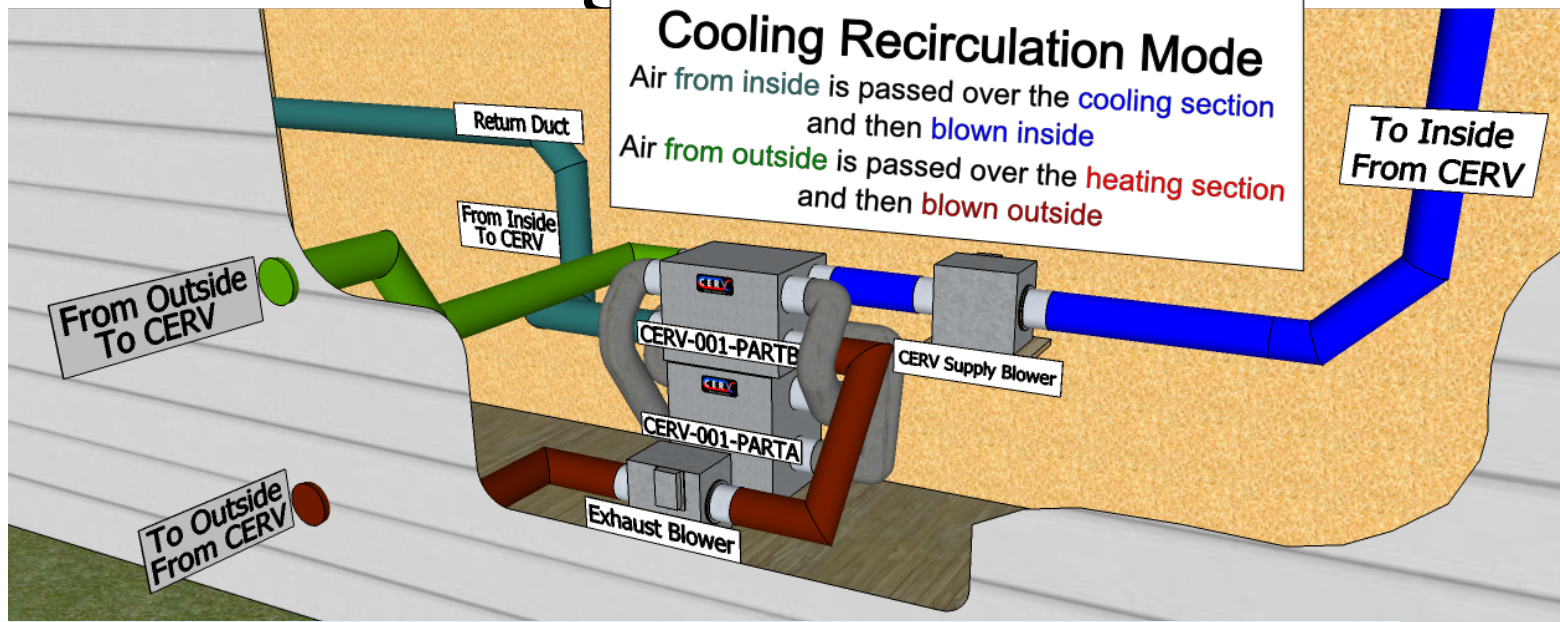 Cooling Recirculation Mode
Air from inside is passed over the cooling section
and then blown inside
Air from outside is passed over the heating section
and then blown outside
To Inside
From CERV
Return Duct
From Inside
To CERV
From Outside
To CERV
CERV
CERV-001-PARTB
CERV Supply Blower
CERV
CERV-001-PARTA
To Outside
From CERV
Exhaust Blower